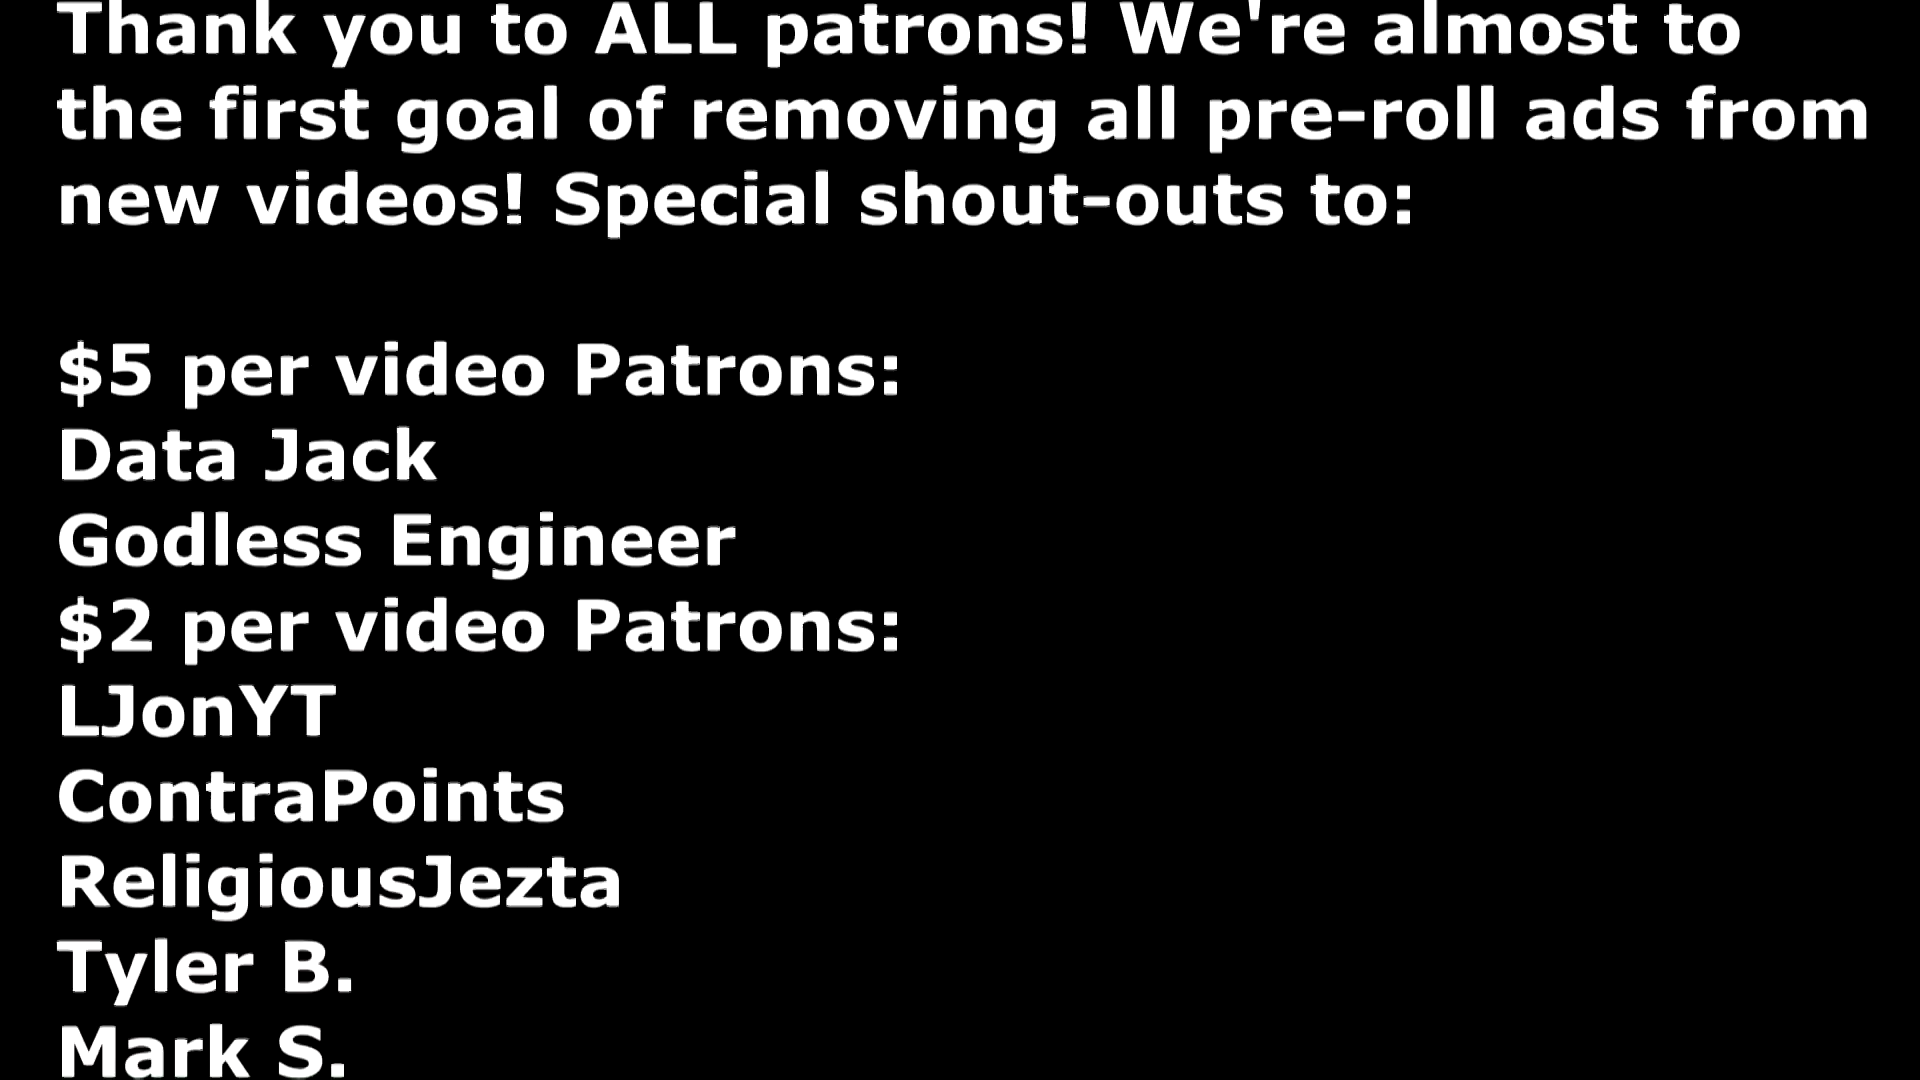 Thank you to ALL patrons! We're almost to
the first goal of removing all pre-roll ads from
new videos! Special shout-outs to:
$5 per video Patrons:
Data Jack
Godless Engineer
$2 per video Patrons:
LJonYT
ContraPoints
ReligiousJezta
Tyler B.
Mark S.